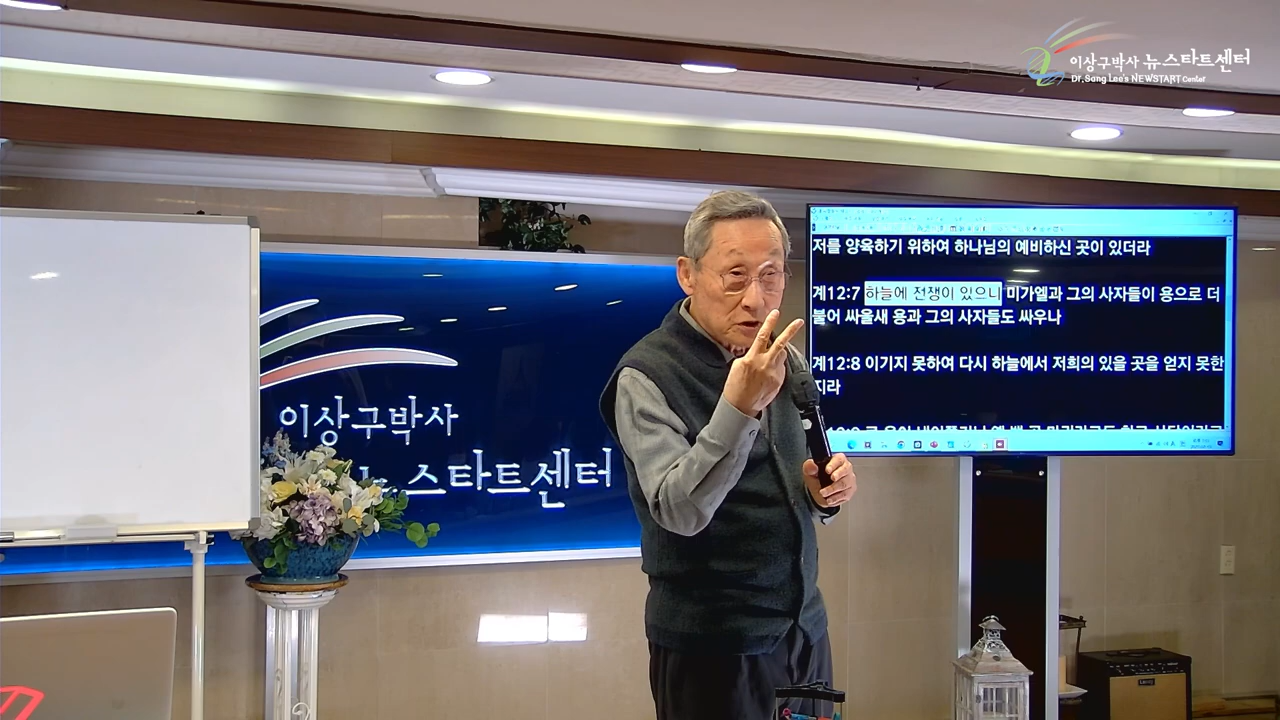 이상구박사 뉴스타트센터
Dr. Sang Lee's NEWSTART Center
저를 양육하기 위하여 하나님의 예비하신 곳이 있더라
계12:7 하늘에 전쟁이 있으니 미가엘과 그의 사자들이 용으로 더
불어 싸울새 용과 그의 사자들도 싸우나
계12:8 이기지 못하여 다시 하늘에서 저희의 있을 곳을 얻지 못한
지라
이상구박사
스타트센터